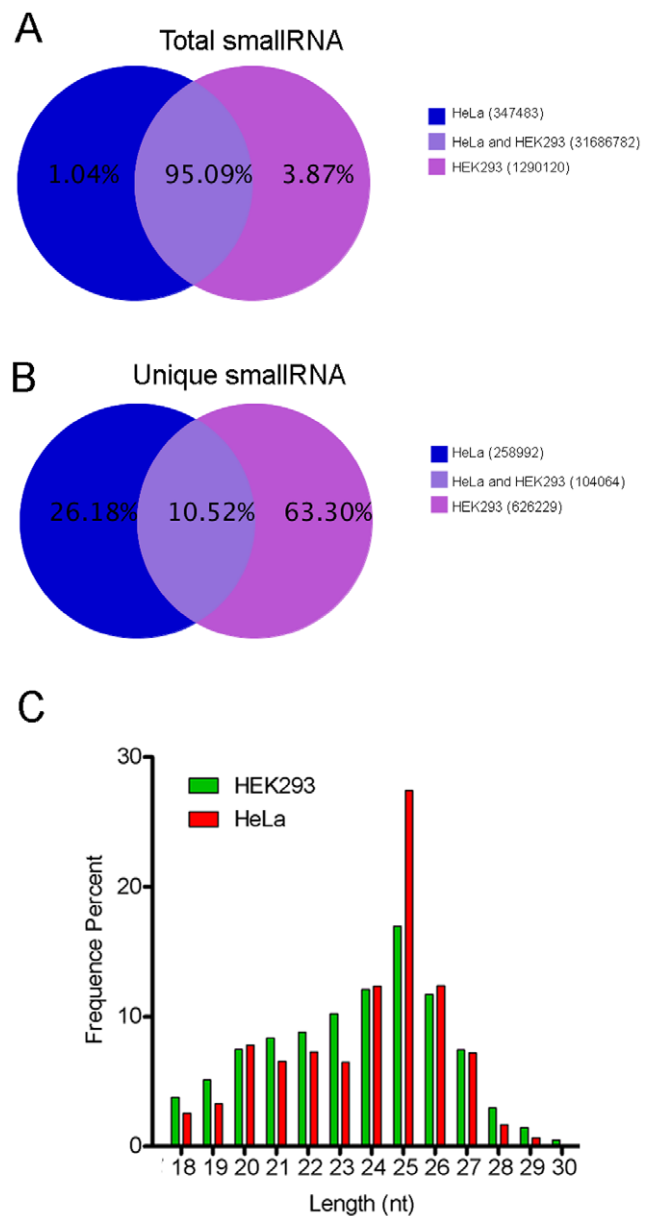 A
Total smallRNA
1.04%
95.09%
3.87%
HeLa (347483)
HeLa and HEK293 (31686782)
HEK293 (1290120)
B
Unique smallRNA
26.18%
10.52%
63.30%
HeLa (258992)
HeLa and HEK293 (104064)
HEK293 (626229)
C
30
20
10
0
Frequence Percent
HEK293
HeLa
18 19 20 21 22 23 24 25 26 27 28 29 30
Length (nt)